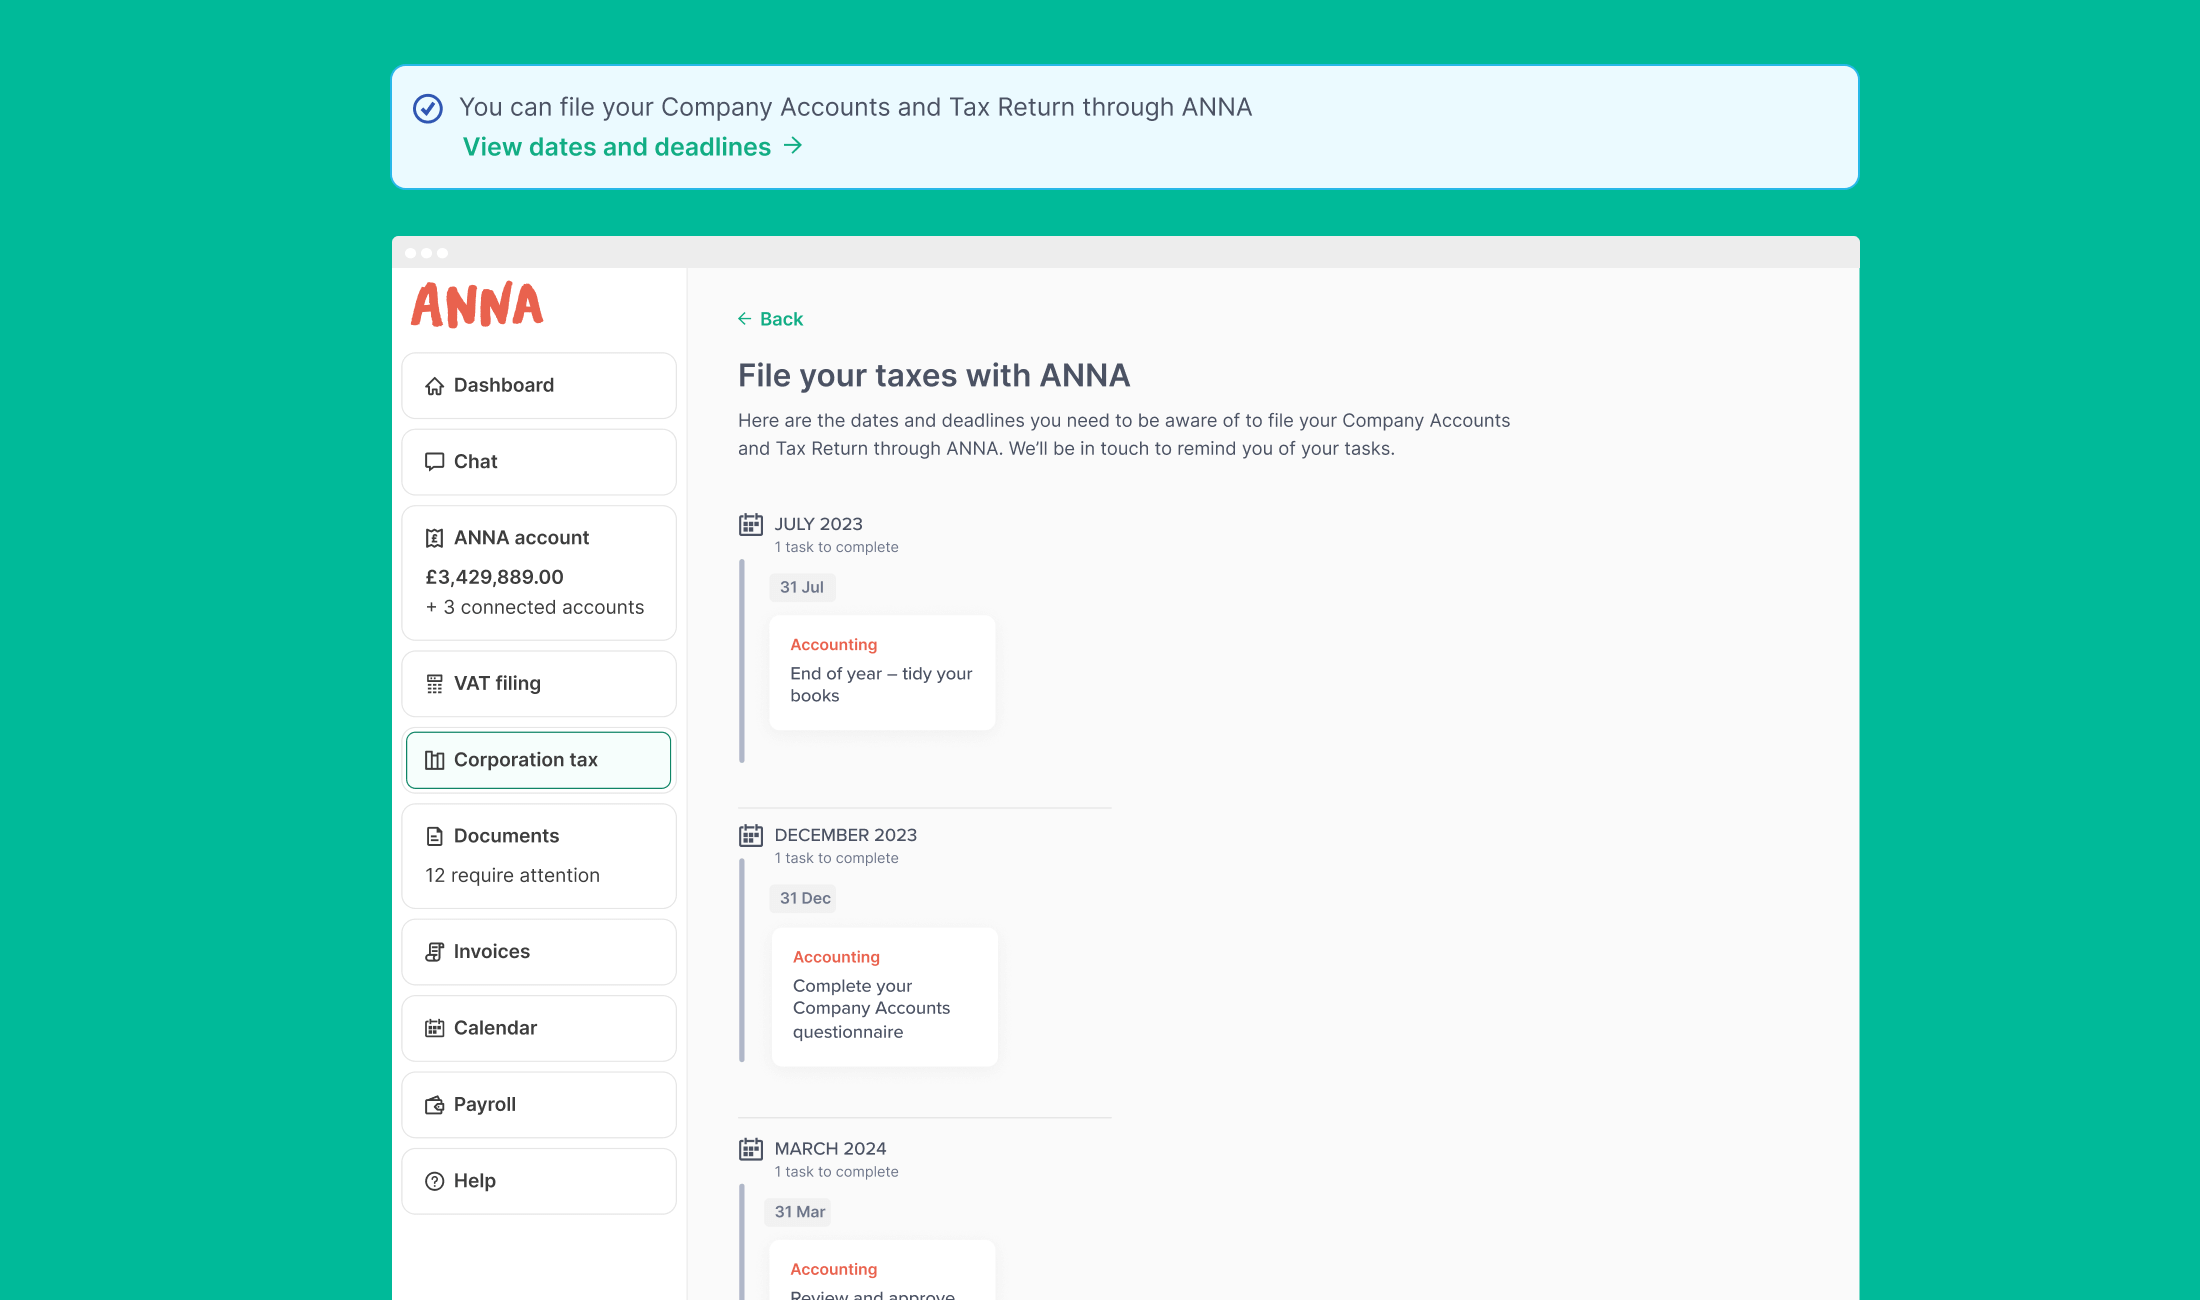 You can file your Company Accounts and Tax Return through ANNA
View dates and deadlines →
ANNA
Dashboard
Chat
ANNA account
£3,429,889.00
+ 3 connected accounts
VAT filing
Corporation tax
Documents
12 require attention
Invoices
Calendar
Payroll
Help
← Back
File your taxes with ANNA
Here are the dates and deadlines you need to be aware of to file your Company Accounts
and Tax Return through ANNA. We’ll be in touch to remind you of your tasks.
JULY 2023
1 task to complete
31 Jul
Accounting
End of year – tidy your
books
DECEMBER 2023
1 task to complete
31 Dec
Accounting
Complete your
Company Accounts
questionnaire
MARCH 2024
1 task to complete
31 Mar
Accounting
Review and approve